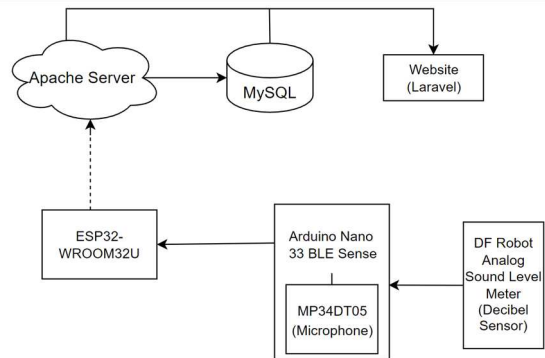 Apache Server
MySQL
Website
(Laravel)
ESP32-
WROOM32U
Arduino Nano
33 BLE Sense
MP34DT05
(Microphone)
DF Robot
Analog
Sound Level
Meter
(Decibel
Sensor)